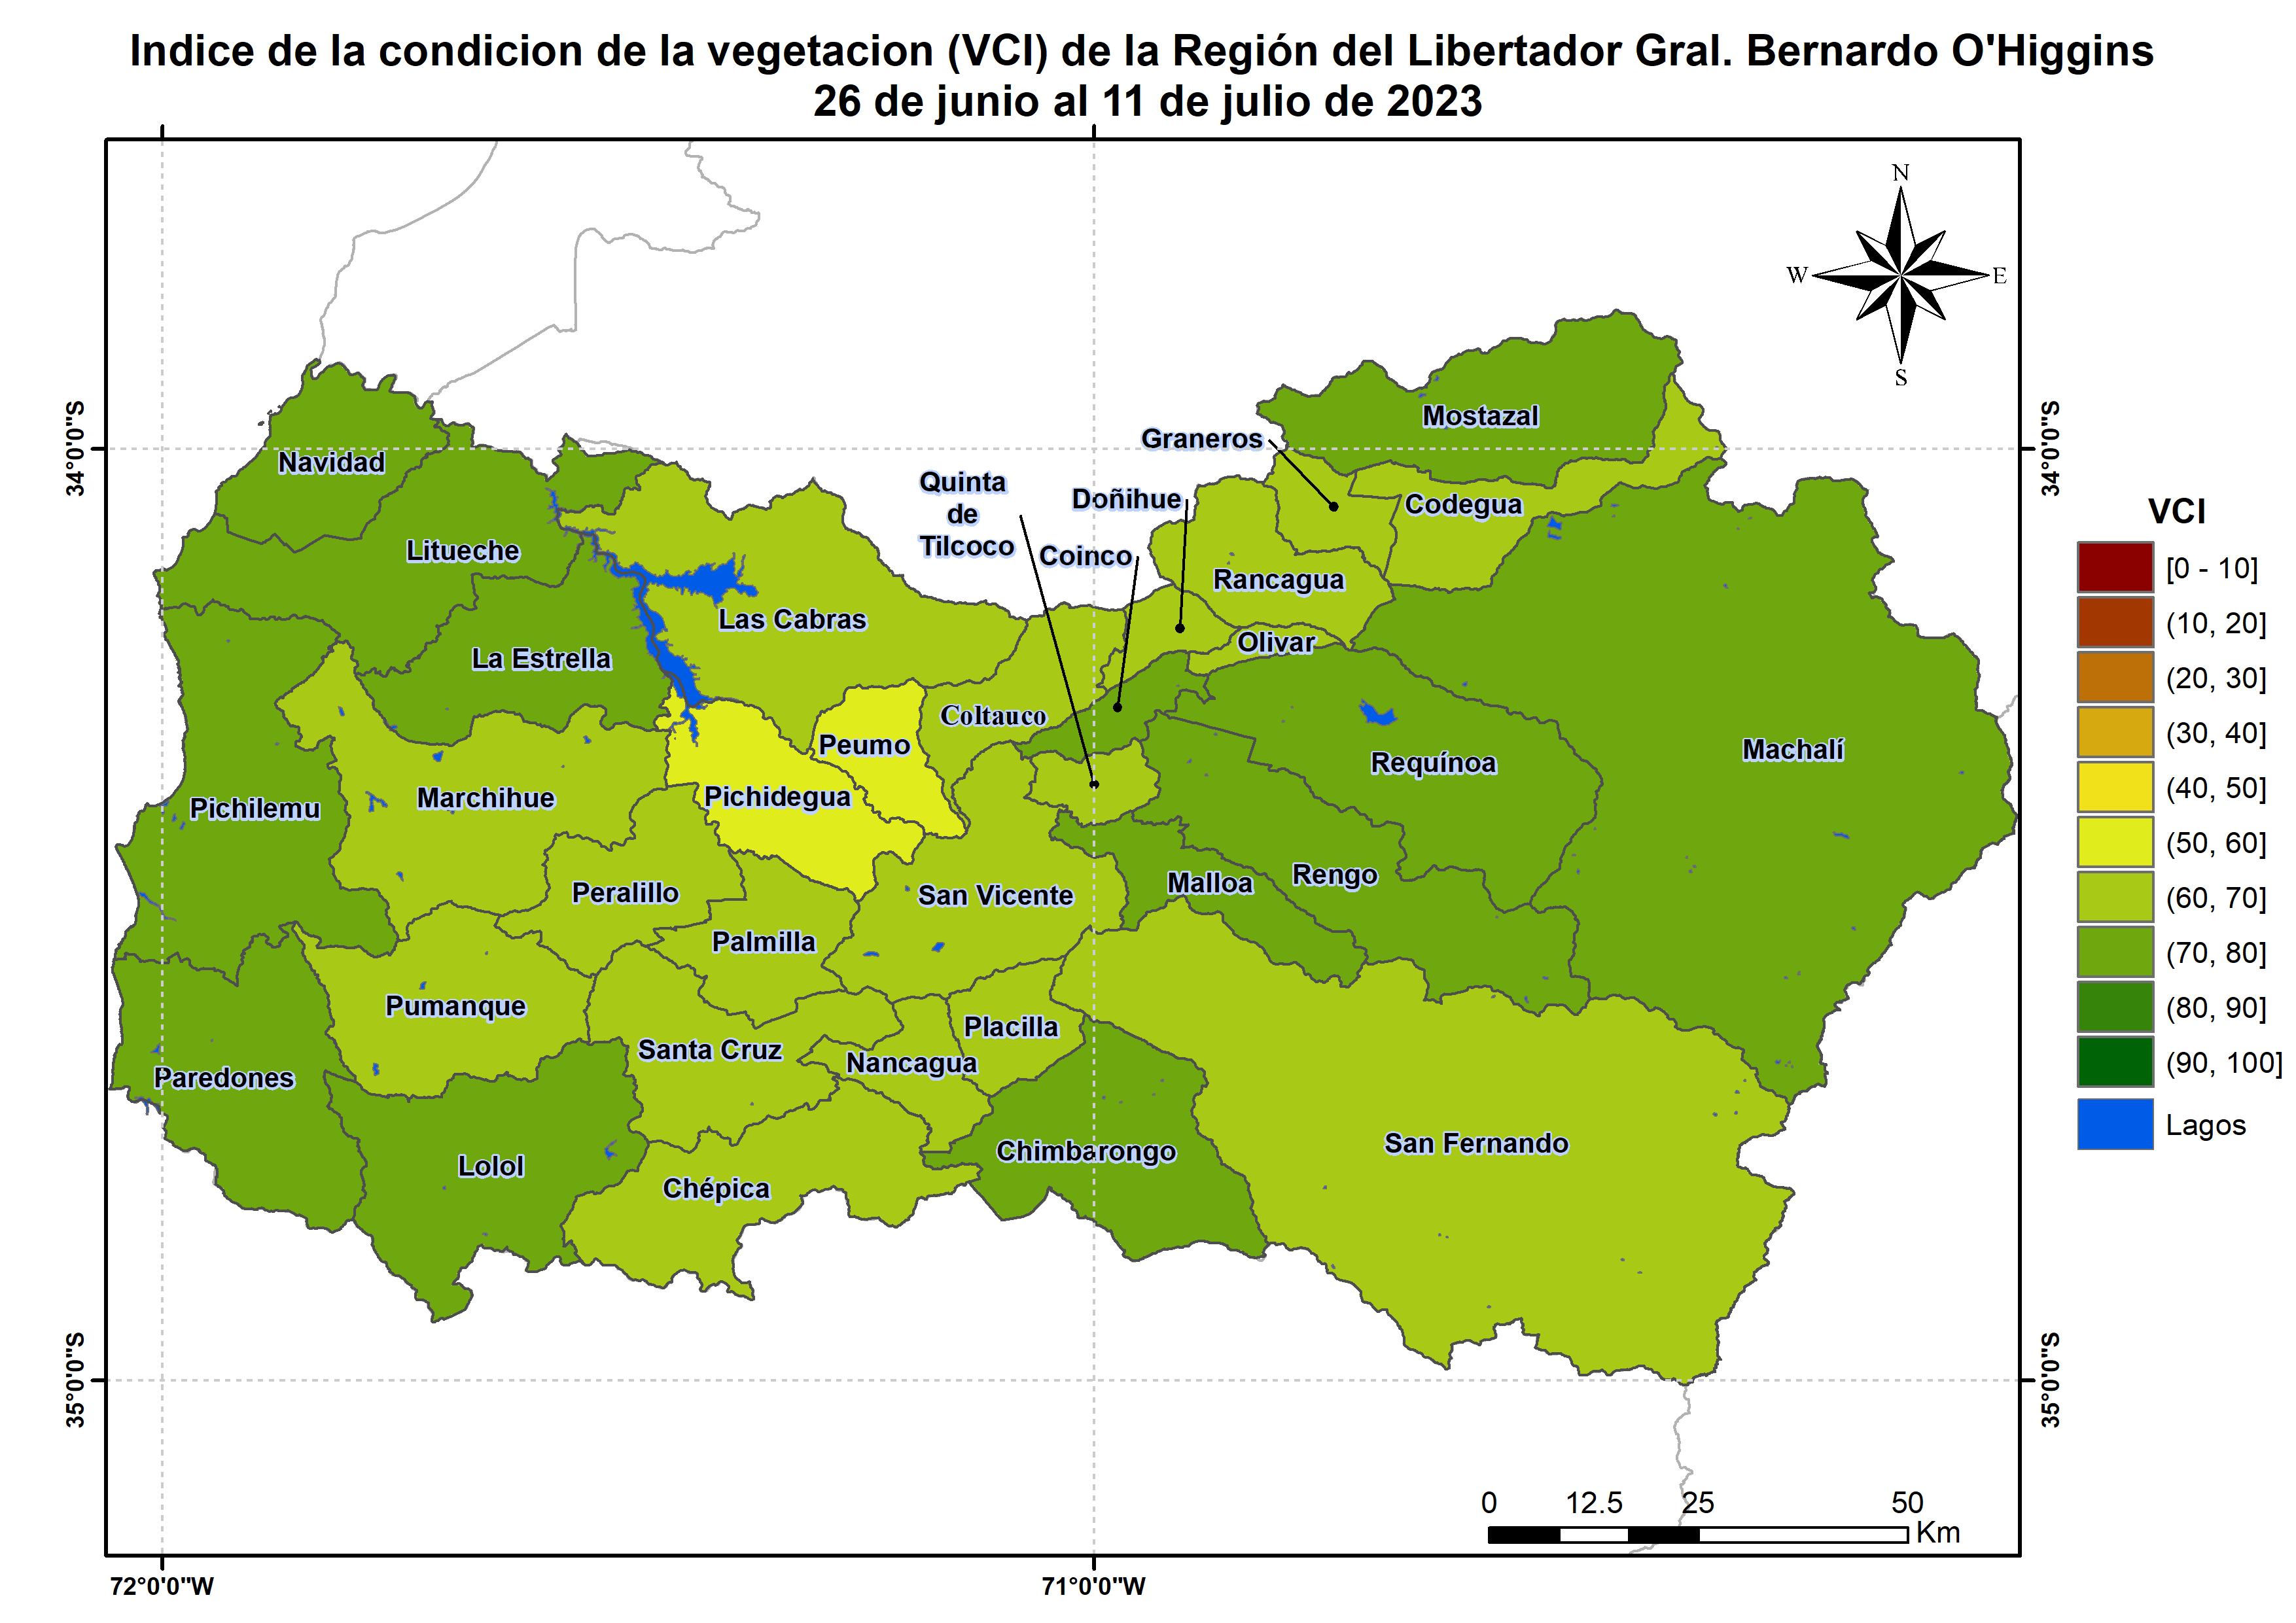 Indice de la condicion de la vegetacion (VCI) de la Región del Libertador Gral. Bernardo O'Higgins
26 de junio al 11 de julio de 2023
N
W
E
S
34°0'0"S
34°0'0"S
35°0'0"S
35°0'0"S
72°0'0"W
71°0'0"W
Mostazal
Graneros
Navidad
Quinta
de
Tilcoco
Doñihue
Codegua
Litueche
Coinco
Rancagua
Las Cabras
Olivar
La Estrella
Coltauco
Peumo
Requínoa
Machalí
Pichilemu
Marchihue
Pichidegua
Rengo
Malloa
Peralillo
San Vicente
Palmilla
Pumanque
Placilla
Santa Cruz
Nancagua
Paredones
San Fernando
Chimbarongo
Lolol
Chépica
VCI
[0 - 10]
(10, 20]
(20, 30]
(30, 40]
(40, 50]
(50, 60]
(60, 70]
(70, 80]
(80, 90]
(90, 100]
Lagos
0 12.5 25 50
Km